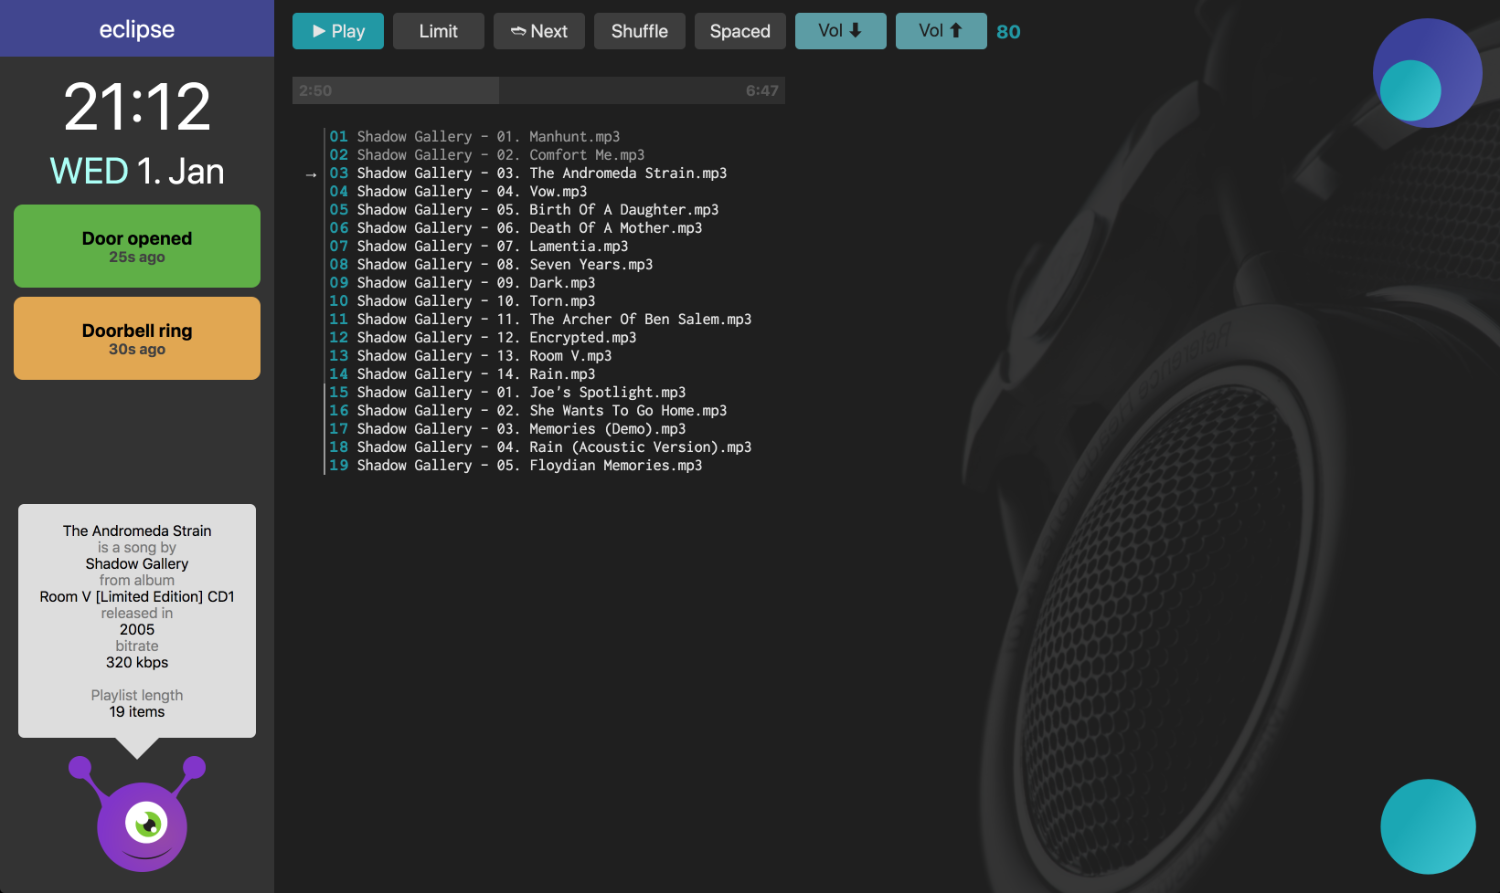 eclipse
21:12
WED 1. Jan
Door opened
25s ago
Doorbell ring
30s ago
The Andromeda Strain
is a song by
Shadow Gallery
from album
Room V [Limited Edition] CD1
released in
2005
bitrate
320 kbps
Playlist length
19 items
Play Limit Next Shuffle Spaced Vol Vol 80
2:50 6:47
01 Shadow Gallery - 01. Manhunt.mp3
02 Shadow Gallery - 02. Comfort Me.mp3
→ 03 Shadow Gallery - 03. The Andromeda Strain.mp3
04 Shadow Gallery - 04. Vow.mp3
05 Shadow Gallery - 05. Birth Of A Daughter.mp3
06 Shadow Gallery - 06. Death Of A Mother.mp3
07 Shadow Gallery - 07. Lamentia.mp3
08 Shadow Gallery - 08. Seven Years.mp3
09 Shadow Gallery - 09. Dark.mp3
10 Shadow Gallery - 10. Torn.mp3
11 Shadow Gallery - 11. The Archer Of Ben Salem.mp3
12 Shadow Gallery - 12. Encrypted.mp3
13 Shadow Gallery - 13. Room V.mp3
14 Shadow Gallery - 14. Rain.mp3
15 Shadow Gallery - 01. Joe's Spotlight.mp3
16 Shadow Gallery - 02. She Wants To Go Home.mp3
17 Shadow Gallery - 03. Memories (Demo).mp3
18 Shadow Gallery - 04. Rain (Acoustic Version).mp3
19 Shadow Gallery - 05. Floydian Memories.mp3